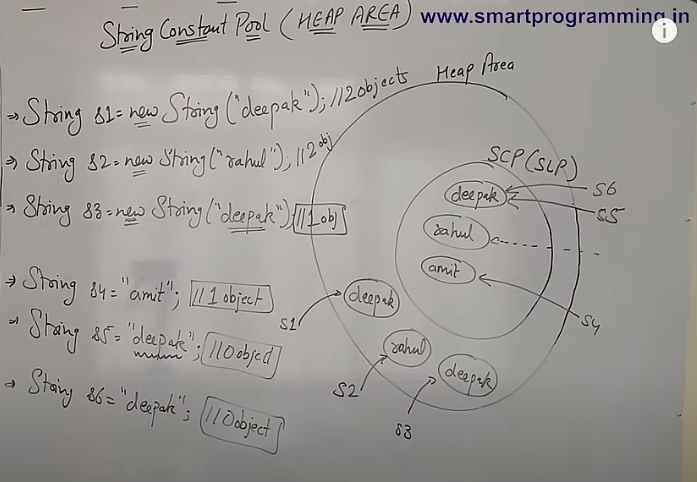 www.smartprogramming.in
String Constant Pool (HEAP AREA)
i
Heap Area
→ String s1 = new String("deepak"); //2 objects
→ String s2 = new String("rahul"); //2 obj
→ String s3 = new String("deepak"); //1 obj
→ String s4 = "amit"; //1 object
→ String s5 = "deepak"; //0 object
→ String s6 = "deepak"; //0 object
SCP (SLP)
deepak
s6
s5
rahul
amit
s4
deepak
s1
rahul
s2
deepak
s3